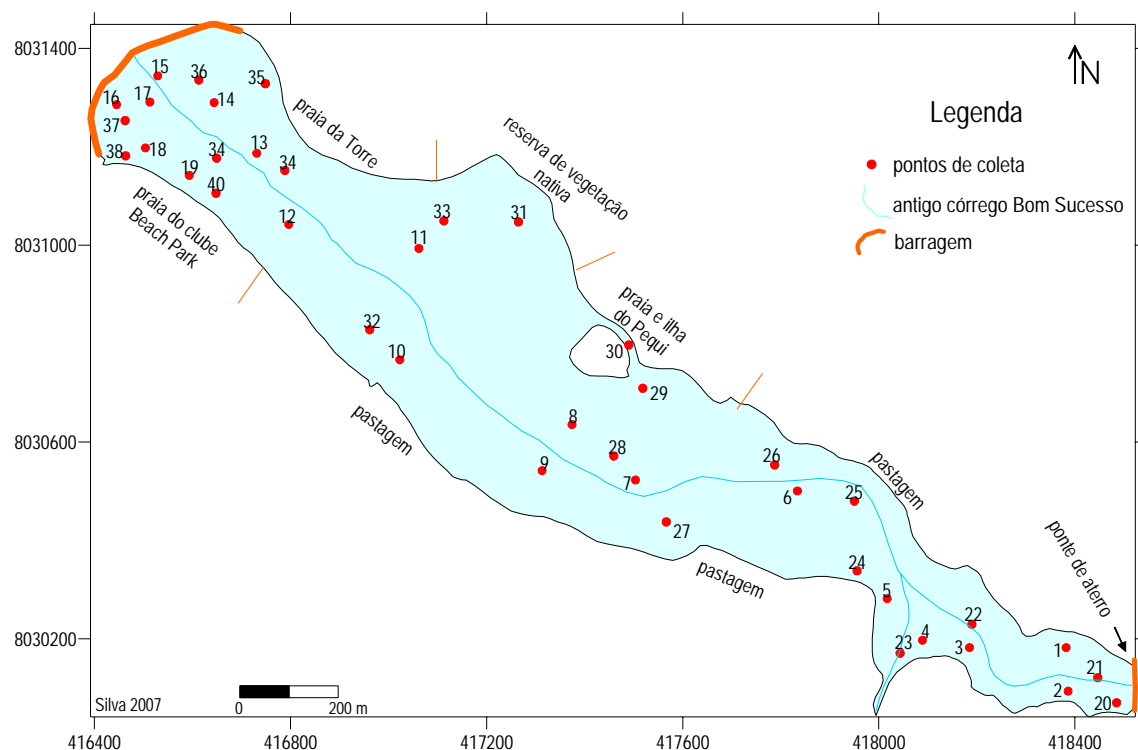 8031400
8031000
8030600
8030200
416400
416800
417200
417600
418000
418400
N
Legenda
pontos de coleta
antigo córrego Bom Sucesso
barragem
praia da Torre
reserva de vegetação
nativa
praia e ilha
do Pequi
praia do clube
Beach Park
pastagem
pastagem
pastagem
ponte de aterro
15
36
35
16
17
14
37
38
18
13
34
34
19
40
12
33
31
11
32
10
30
29
8
28
9
7
27
26
6
25
24
5
22
23
4
3
1
21
2
20
Silva 2007
0
200 m